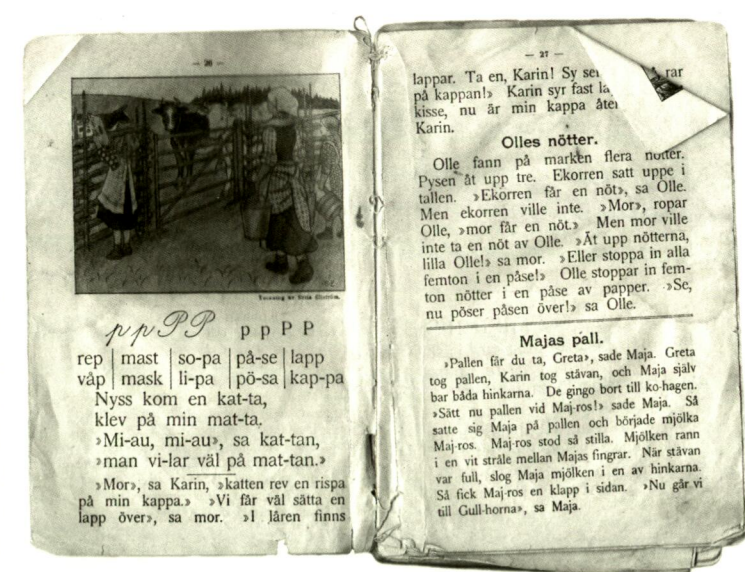 — 26 —
p p P P p p P P
rep | mast | so-pa | på-se | lapp
våp | mask | li-pa | pö-sa | kap-pa
Nyss kom en kat-ta,
klev på min mat-ta.
»Mi-au, mi-au», sa kat-tan,
»man vi-lar väl på mat-tan.»
»Mor», sa Karin, »katten rev en rispa
på min kappa.» »Vi får väl sätta en
lapp över», sa mor. »I låren finns
— 27 —
lappar. Ta en, Karin! Sy rar
på kappan!» Karin syr fast
kisse, nu är min kappa
Karin.
Olles nötter.
Olle fann på marken flera nötter.
Pysen åt upp tre. Ekorren satt uppe i
tallen. »Ekorren får en nöt», sa Olle.
Men ekorren ville inte. »Mor», ropar
Olle, »mor får en nöt.» Men mor ville
inte ta en nöt av Olle. »Ät upp nötterna,
lilla Olle!» sa mor. »Eller stoppa in alla
femton i en påse!» Olle stoppar in fem-
ton nötter i en påse av papper. »Se,
nu pöser påsen över!» sa Olle.
Majas pall.
»Pallen får du ta, Greta», sade Maja. Greta
tog pallen, Karin tog stävan, och Maja själv
bar båda hinkarna. De gingo bort till ko-hagen.
»Sätt nu pallen vid Maj-ros!» sade Maja. Så
satte sig Maja på pallen och började mjölka
Maj-ros. Maj-ros stod så stilla. Mjölken rann
i en vit stråle mellan Majas fingrar. När stävan
var full, slog Maja mjölken i en av hinkarna.
Så fick Maj-ros en klapp i sidan. »Nu går vi
till Gull-horna», sa Maja.